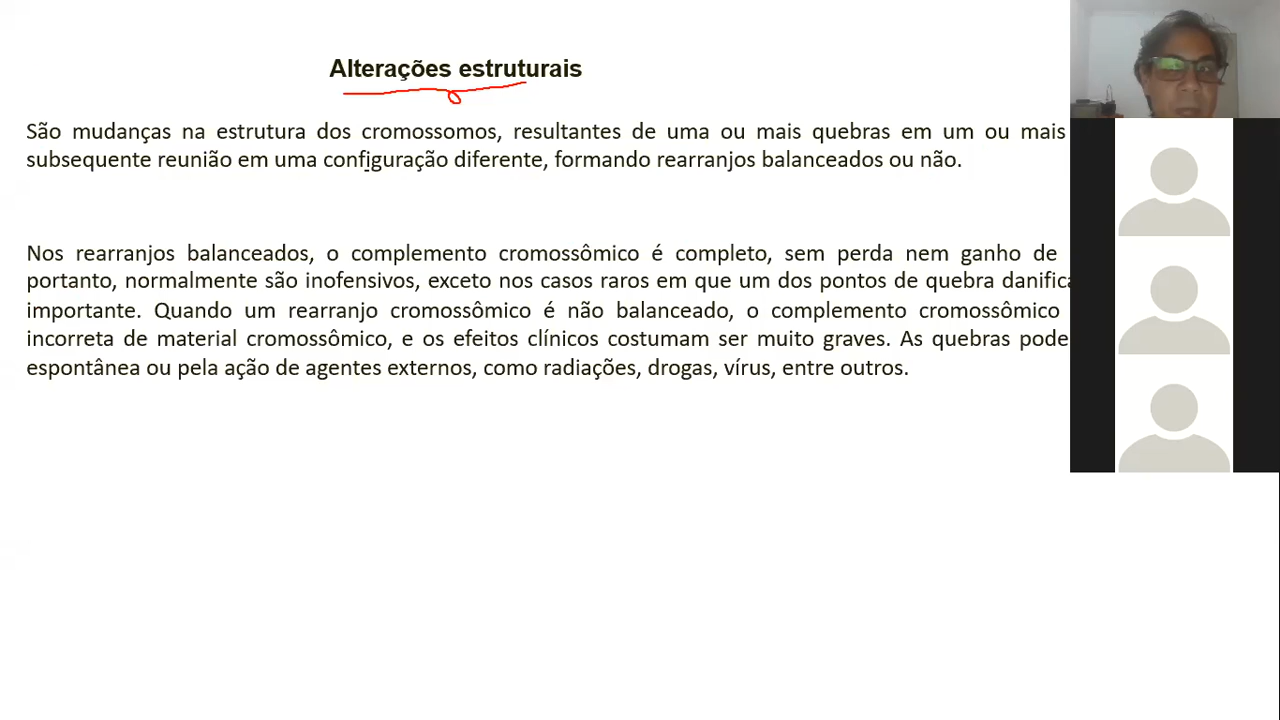 Alterações estruturais
São mudanças na estrutura dos cromossomos, resultantes de uma ou mais quebras em um ou mais
subsequente reunião em uma configuração diferente, formando rearranjos balanceados ou não.
Nos rearranjos balanceados, o complemento cromossômico é completo, sem perda nem ganho de
portanto, normalmente são inofensivos, exceto nos casos raros em que um dos pontos de quebra danifica
importante. Quando um rearranjo cromossômico é não balanceado, o complemento cromossômico
incorreta de material cromossômico, e os efeitos clínicos costumam ser muito graves. As quebras pode
espontânea ou pela ação de agentes externos, como radiações, drogas, vírus, entre outros.